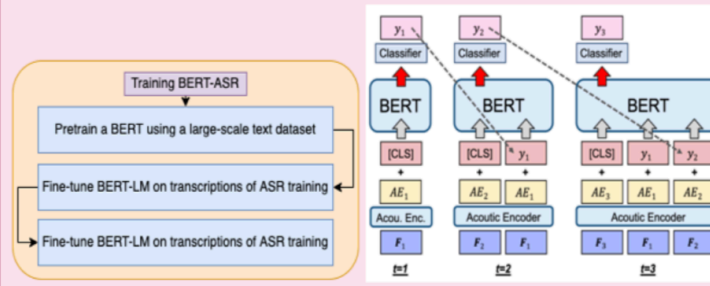 Training BERT-ASR
Pretrain a BERT using a large-scale text dataset
Fine-tune BERT-LM on transcriptions of ASR training
Fine-tune BERT-LM on transcriptions of ASR training
y₁ y₂ y₃
Classifier Classifier Classifier
BERT BERT BERT
[CLS] [CLS] y₁ [CLS] y₁ y₂
+ + + + + +
AE₁ AE₂ AE₁ AE₃ AE₁ AE₂
Acou. Enc. Acoutic Encoder Acoutic Encoder
F₁ F₂ F₁ F₃ F₁ F₂
t=1 t=2 t=3